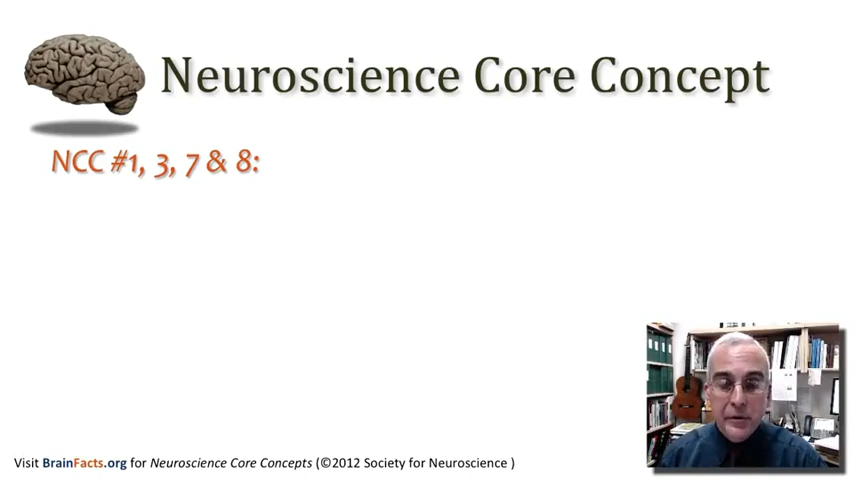 Neuroscience Core Concept
NCC #1, 3, 7 & 8:
Visit BrainFacts.org for Neuroscience Core Concepts (©2012 Society for Neuroscience )